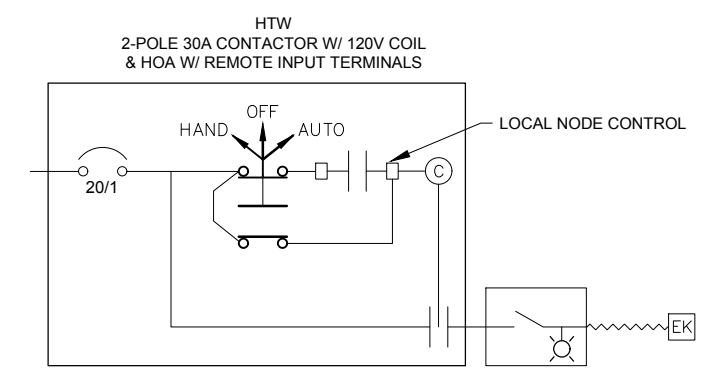 HTW
2-POLE 30A CONTACTOR W/ 120V COIL
& HOA W/ REMOTE INPUT TERMINALS
OFF
HAND
AUTO
LOCAL NODE CONTROL
20/1
C
EK